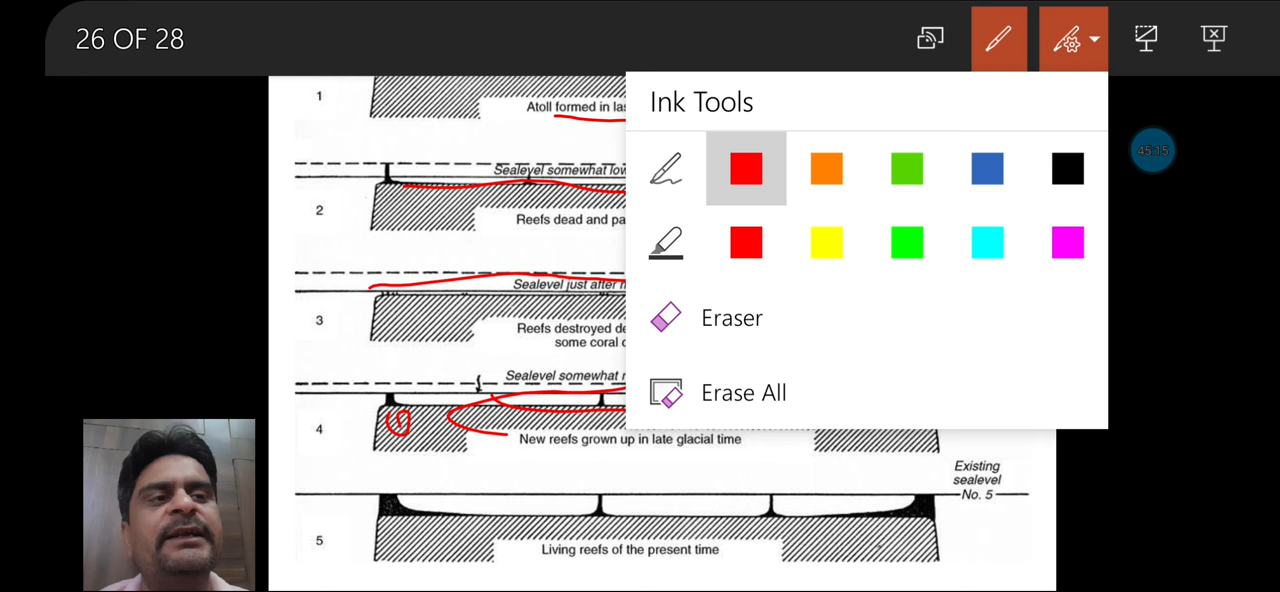 26 OF 28
Ink Tools
45:15
1
Atoll formed in las
Sealevel somewhat low
2
Reefs dead and pa
Sealevel just after
3
Reefs destroyed de
some coral
Eraser
Sealevel somewhat
Erase All
4
New reefs grown up in late glacial time
Existing
sealevel
No. 5
5
Living reefs of the present time